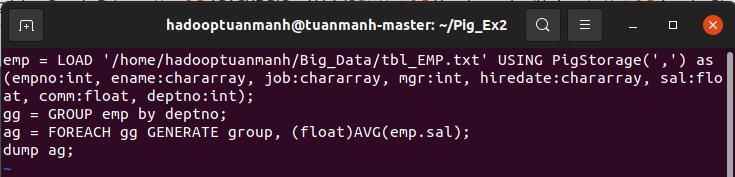 hadooptuanmanh@tuanmanh-master: ~/Pig_Ex2
emp = LOAD '/home/hadooptuanmanh/Big_Data/tbl_EMP.txt' USING PigStorage(',') as
(empno:int, ename:chararray, job:chararray, mgr:int, hiredate:chararray, sal:flo
at, comm:float, deptno:int);
gg = GROUP emp by deptno;
ag = FOREACH gg GENERATE group, (float)AVG(emp.sal);
dump ag;
~